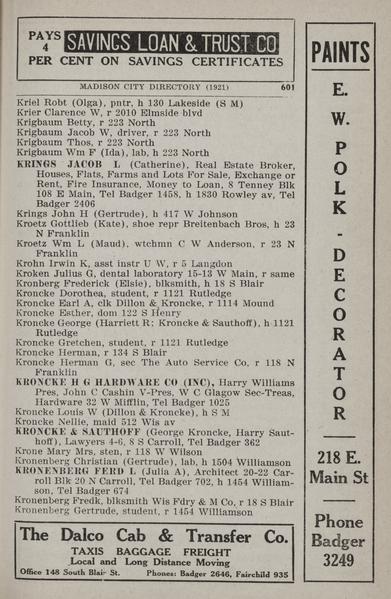 PAYS 4 SAVINGS LOAN & TRUST CO
PER CENT ON SAVINGS CERTIFICATES
MADISON CITY DIRECTORY (1921) 601
Kriel Robt (Olga), pntr, h 130 Lakeside (S M)
Krier Clarence W, r 2010 Elmside blvd
Krigbaum Betty, r 223 North
Krigbaum Jacob W, driver, r 223 North
Krigbaum Thos, r 223 North
Krigbaum Wm F (Ida), lab, h 223 North
KRINGS JACOB L (Catherine), Real Estate Broker,
Houses, Flats, Farms and Lots For Sale, Exchange or
Rent, Fire Insurance, Money to Loan, 8 Tenney Blk
108 E Main, Tel Badger 1458, h 1830 Rowley av, Tel
Badger 2406
Krings John H (Gertrude), h 417 W Johnson
Kroetz Gottlieb (Kate), shoe repr Breitenbach Bros, h 23
N Franklin
Kroetz Wm L (Maud), wtchmn C W Anderson, r 23 N
Franklin
Krohn Irwin K, asst instr U W, r 5 Langdon
Kroken Julius G, dental laboratory 15-13 W Main, r same
Kronberg Frederick (Elsie), blksmith, h 18 S Blair
Kroncke Dorothea, student, r 1121 Rutledge
Kroncke Earl A, clk Dillon & Kroncke, r 1114 Mound
Kroncke Esther, dom 122 S Henry
Kroncke George (Harriett R; Kroncke & Sauthoff), h 1121
Rutledge
Kroncke Gretchen, student, r 1121 Rutledge
Kroncke Herman, r 134 S Blair
Kroncke Herman G, sec The Auto Service Co, r 118 N
Franklin
KRONCKE H G HARDWARE CO (INC), Harry Williams
Pres, John C Cashin V-Pres, W C Glagow Sec-Treas,
Hardware 32 W Mifflin, Tel Badger 1025
Kroncke Louis W (Dillon & Kroncke), h S M
Kroncke Nellie, maid 512 Wis av
KRONCKE & SAUTHOFF (George Kroncke, Harry Saut-
hoff), Lawyers 4-6, 8 S Carroll, Tel Badger 362
Krone Mary Mrs, sten, r 118 W Wilson
Kronenberg Christian (Gertrude), lab, h 1504 Williamson
KRONENBERG FERD L (Julia A), Architect 20-22 Car-
roll Blk 20 N Carroll, Tel Badger 702, h 1454 William-
son, Tel Badger 674
Kronenberg Fredk, blksmith Wis Fdry & M Co, r 18 S Blair
Kronenberg Gertrude, student, r 1454 Williamson
The Dalco Cab & Transfer Co.
TAXIS BAGGAGE FREIGHT
Local and Long Distance Moving
Office 148 South Blair St. Phones: Badger 2646, Fairchild 935
PAINTS
E.
W.
P
O
L
K
-
D
E
C
O
R
A
T
O
R
218 E.
Main St
Phone
Badger
3249